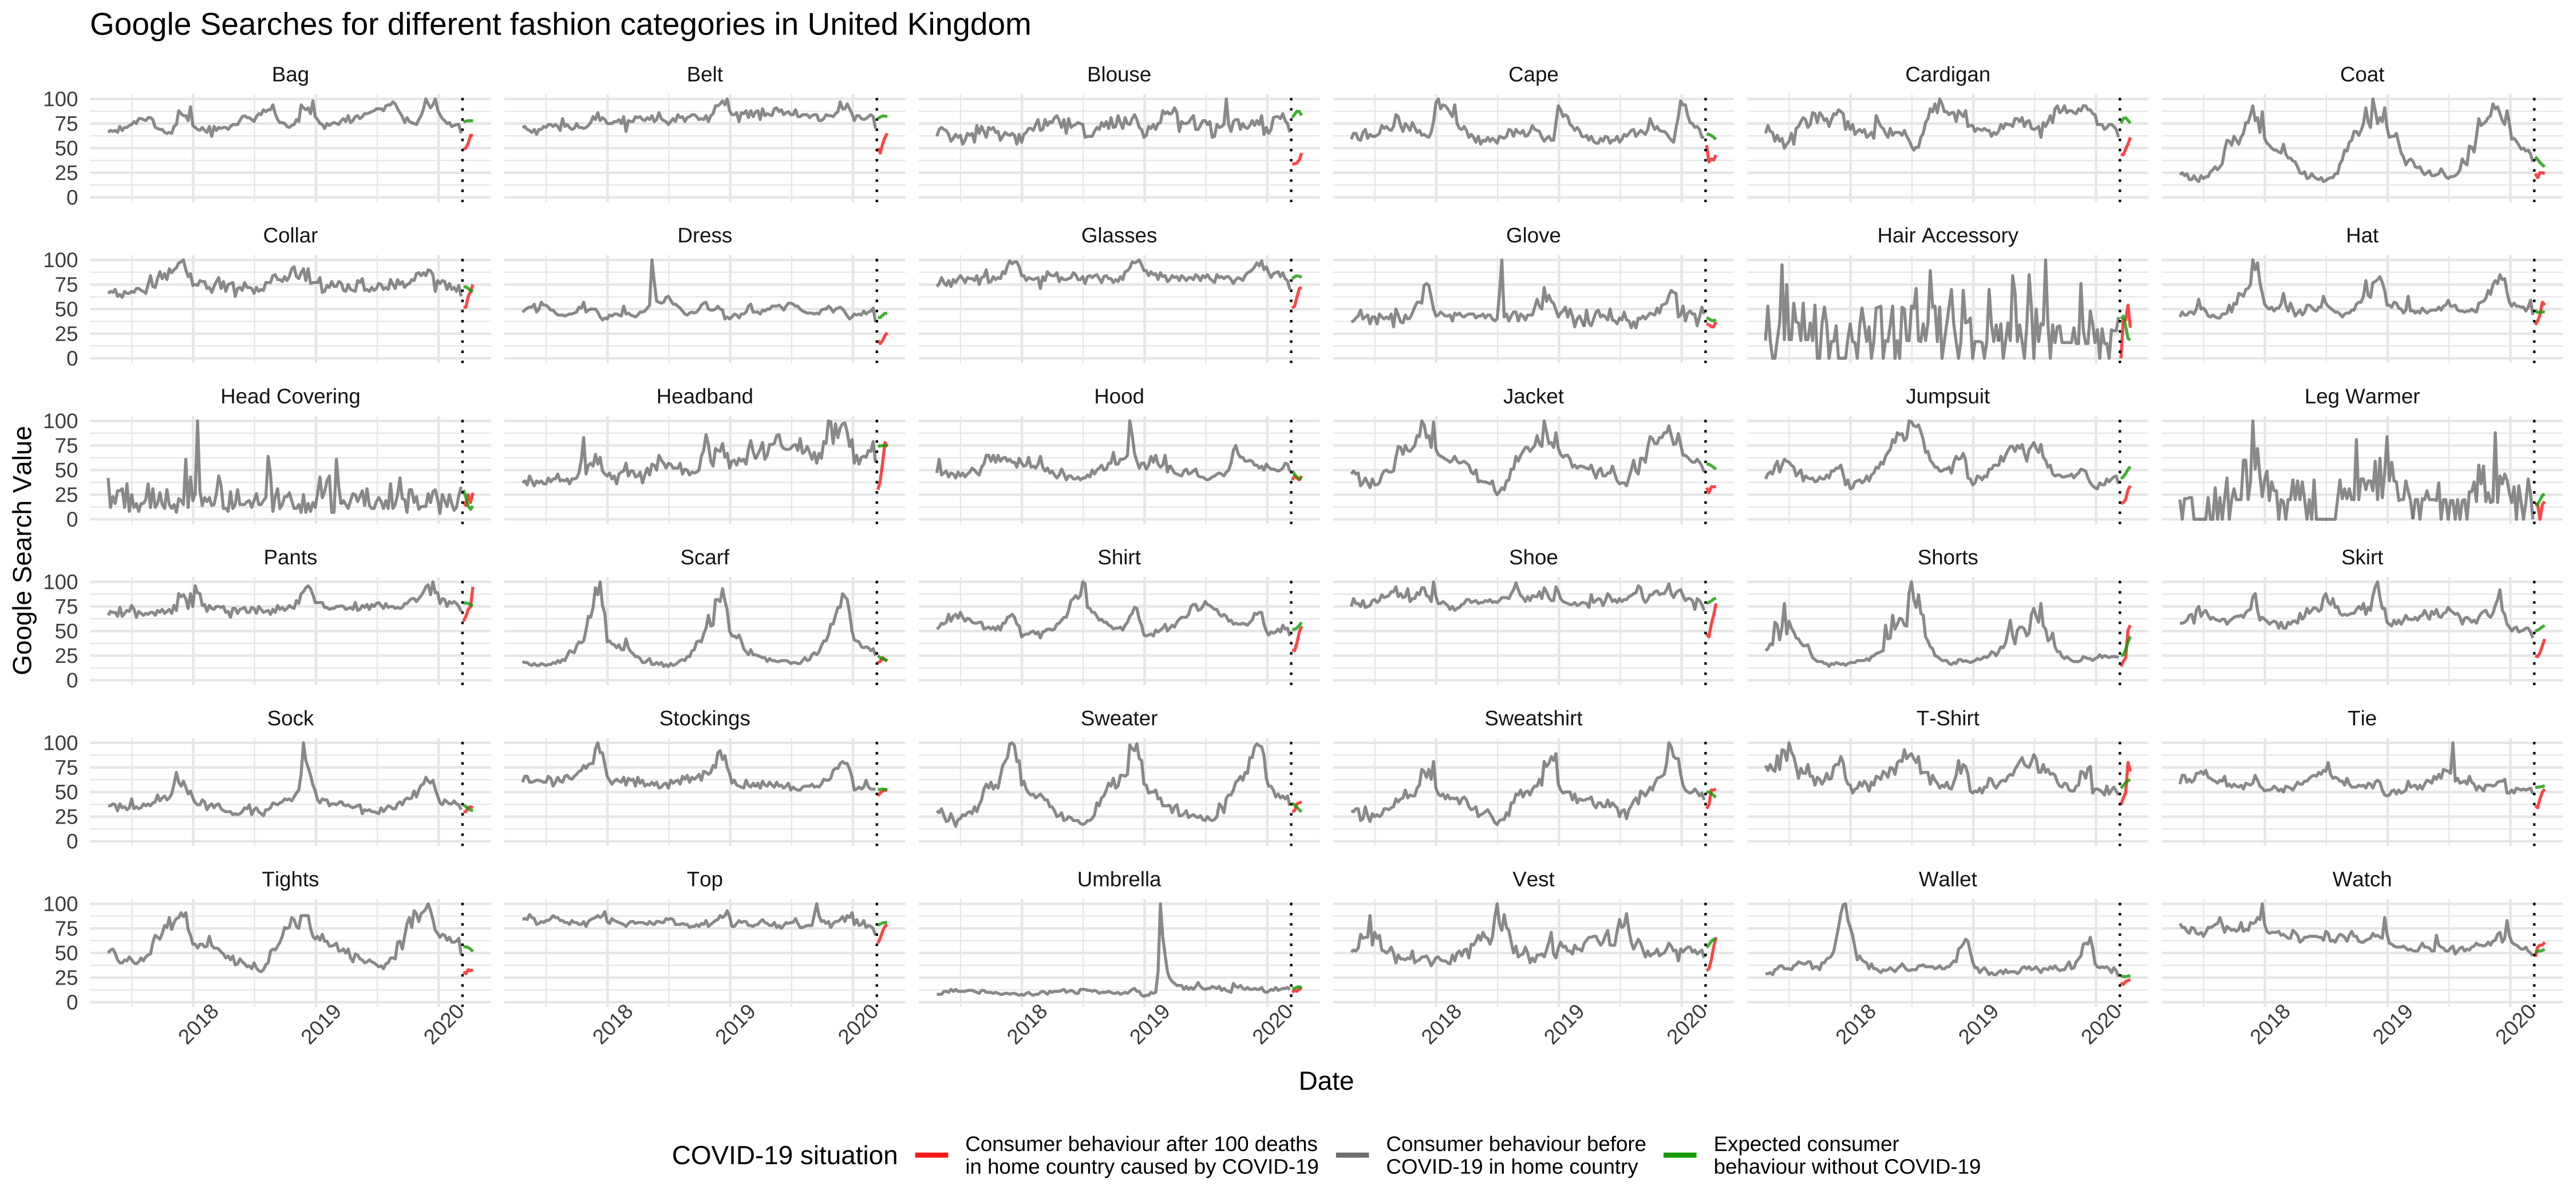 Google Searches for different fashion categories in United Kingdom
Bag Belt Blouse Cape Cardigan Coat
100
75
50
25
0
Collar Dress Glasses Glove Hair Accessory Hat
100
75
50
25
0
Head Covering Headband Hood Jacket Jumpsuit Leg Warmer
100
75
50
25
0
Google Search Value
Pants Scarf Shirt Shoe Shorts Skirt
100
75
50
25
0
Sock Stockings Sweater Sweatshirt T-Shirt Tie
100
75
50
25
0
Tights Top Umbrella Vest Wallet Watch
100
75
50
25
0
2018 2019 2020 2018 2019 2020 2018 2019 2020 2018 2019 2020 2018 2019 2020 2018 2019 2020
Date
COVID-19 situation
Consumer behaviour after 100 deaths
in home country caused by COVID-19
Consumer behaviour before
COVID-19 in home country
Expected consumer
behaviour without COVID-19